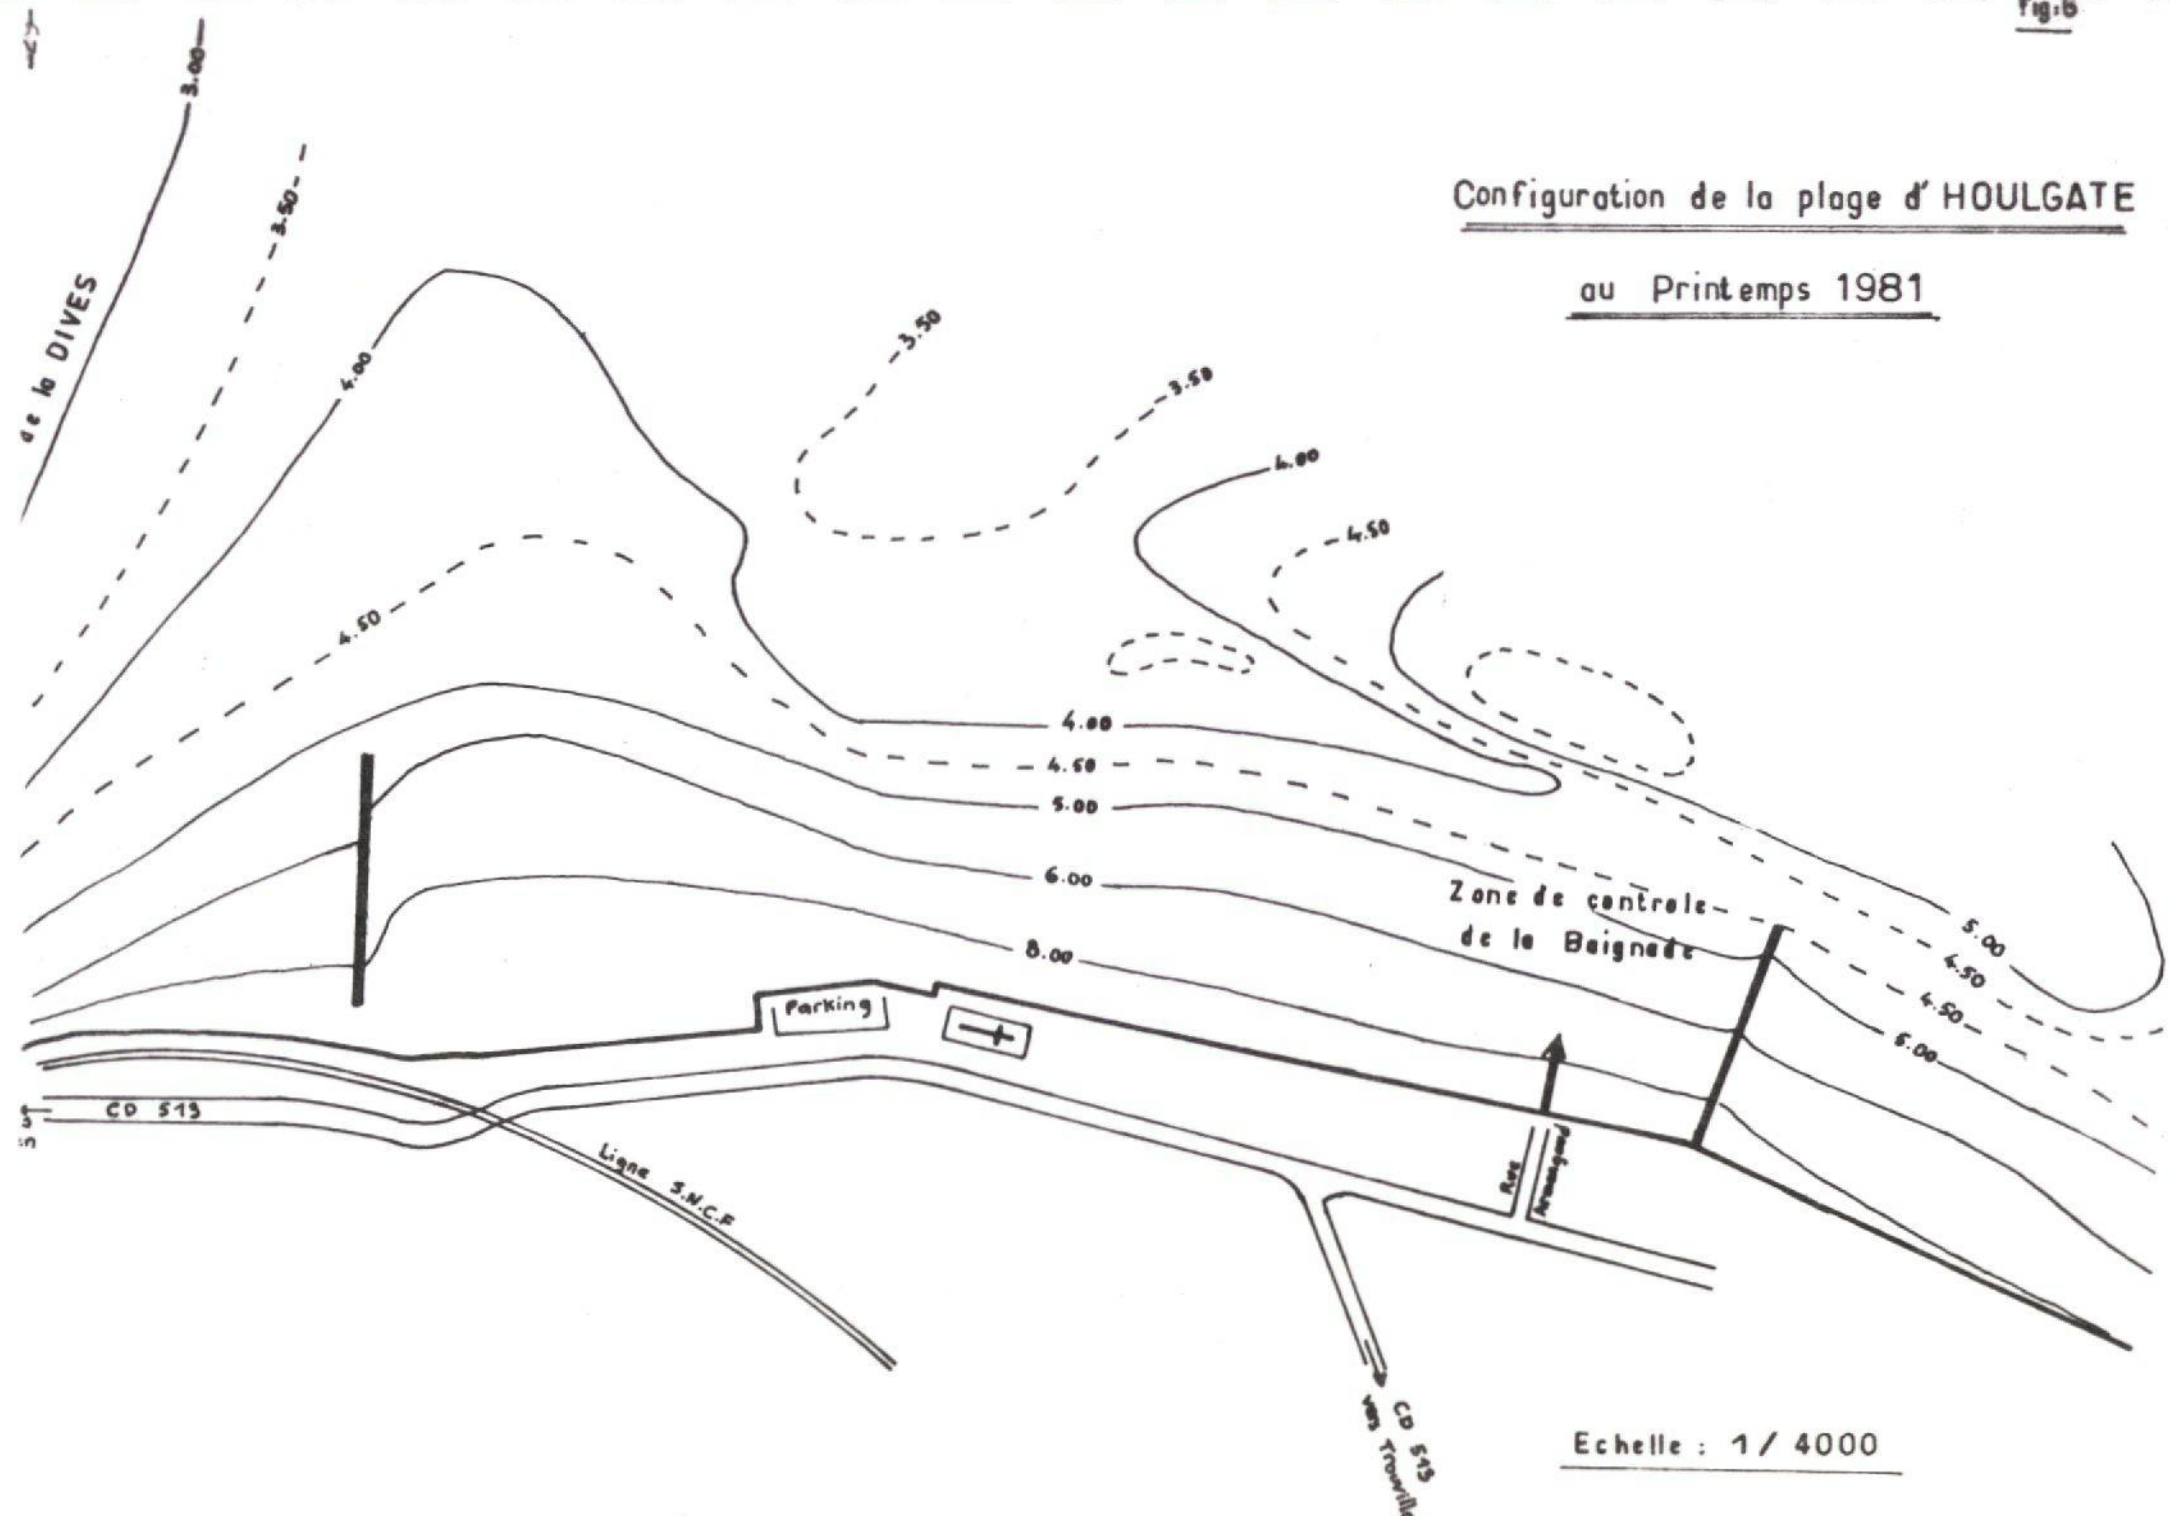 fig:6
3.00
3.50
Configuration de la plage d' HOULGATE
au Printemps 1981
de la DIVES
4.00
3.50
3.50
4.00
4.50
4.50
4.00
4.50
5.00
6.00
8.00
Zone de controle
de la Baignade
5.00
4.50
4.50
5.00
Parking
CD 513
Ligne S.N.C.F
Rue
CD 513
vers Trouville
Echelle : 1/ 4000